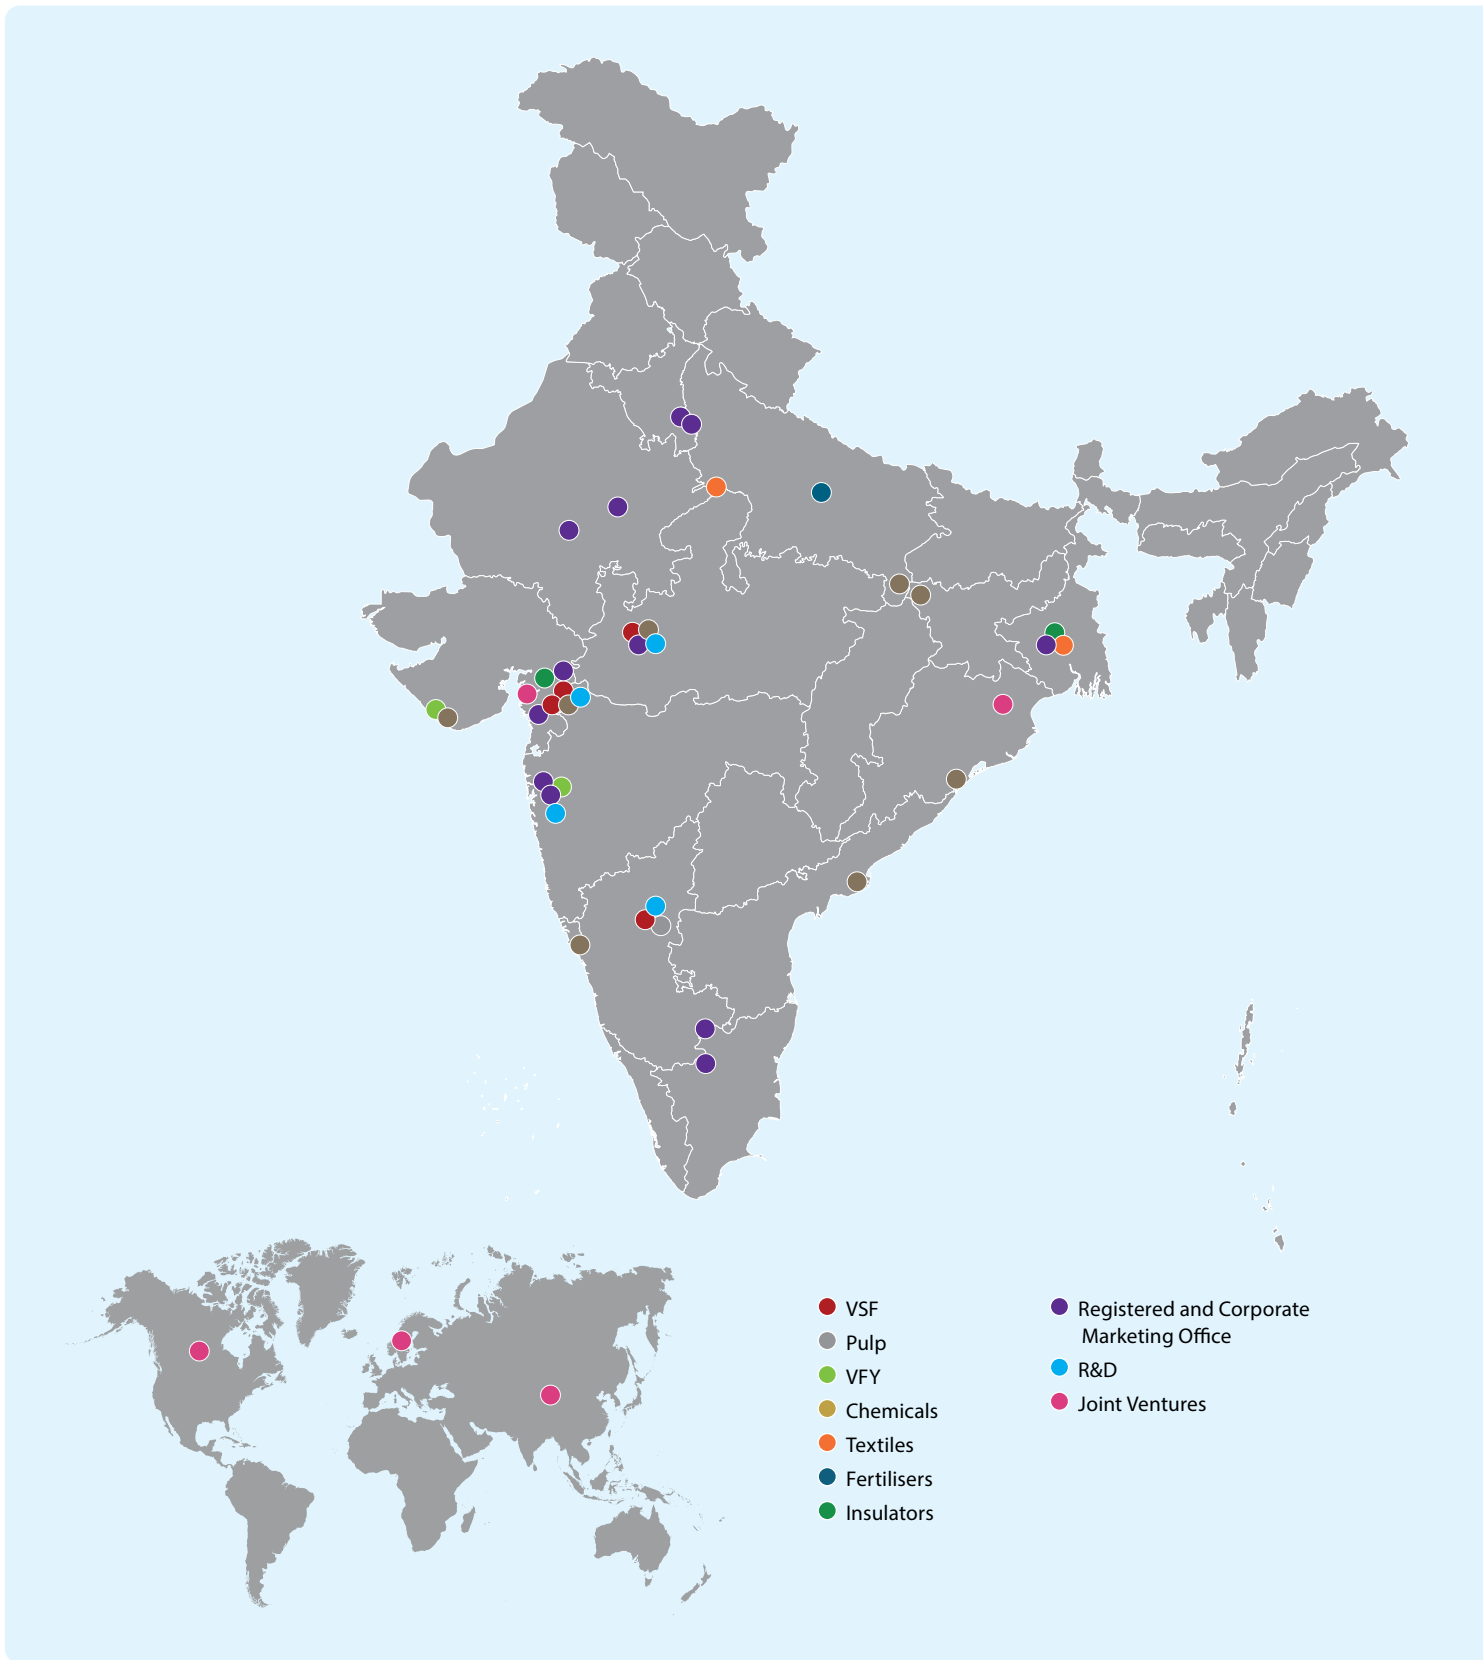 VSF
Pulp
VFY
Chemicals
Textiles
Fertilisers
Insulators
Registered and Corporate
Marketing Office
R&D
Joint Ventures